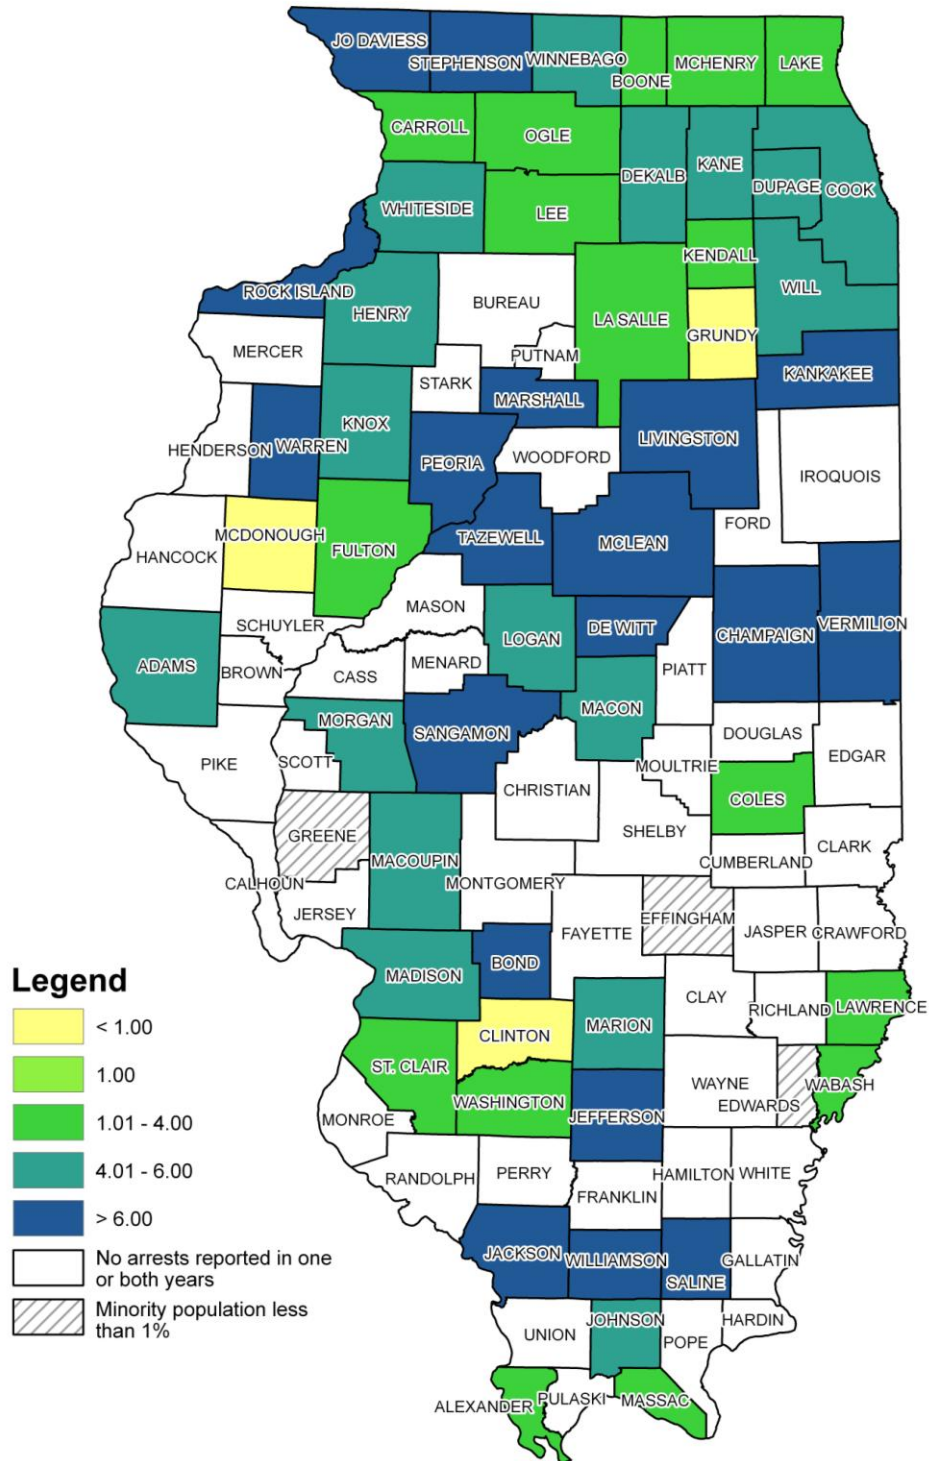 JO DAVIESS
STEPHENSON
WINNEBAGO
BOONE
MCHENRY
LAKE
CARROLL
OGLE
DEKALB
KANE
DUPAGE
COOK
WHITESIDE
LEE
KENDALL
WILL
ROCK ISLAND
HENRY
BUREAU
LA SALLE
GRUNDY
MERCER
PUTNAM
STARK
KANKAKEE
MARSHALL
KNOX
HENDERSON
WARREN
PEORIA
WOODFORD
LIVINGSTON
IROQUOIS
FORD
HANCOCK
MCDONOUGH
FULTON
TAZEWELL
MCLEAN
MASON
SCHUYLER
LOGAN
DE WITT
CHAMPAIGN
VERMILION
ADAMS
BROWN
CASS
MENARD
PIATT
MACON
MORGAN
SANGAMON
DOUGLAS
EDGAR
PIKE
SCOTT
CHRISTIAN
MOULTRIE
COLES
GREENE
MACOUPIN
SHELBY
CUMBERLAND
CLARK
CALHOUN
JERSEY
MONTGOMERY
FAYETTE
EFFINGHAM
JASPER
CRAWFORD
MADISON
BOND
CLAY
RICHLAND
LAWRENCE
CLINTON
MARION
ST. CLAIR
WASHINGTON
WAYNE
EDWARDS
WABASH
MONROE
JEFFERSON
RANDOLPH
PERRY
FRANKLIN
HAMILTON
WHITE
JACKSON
WILLIAMSON
SALINE
GALLATIN
UNION
JOHNSON
POPE
HARDIN
ALEXANDER
PULASKI
MASSAC
Legend
< 1.00
1.00
1.01 - 4.00
4.01 - 6.00
> 6.00
No arrests reported in one
or both years
Minority population less
than 1%